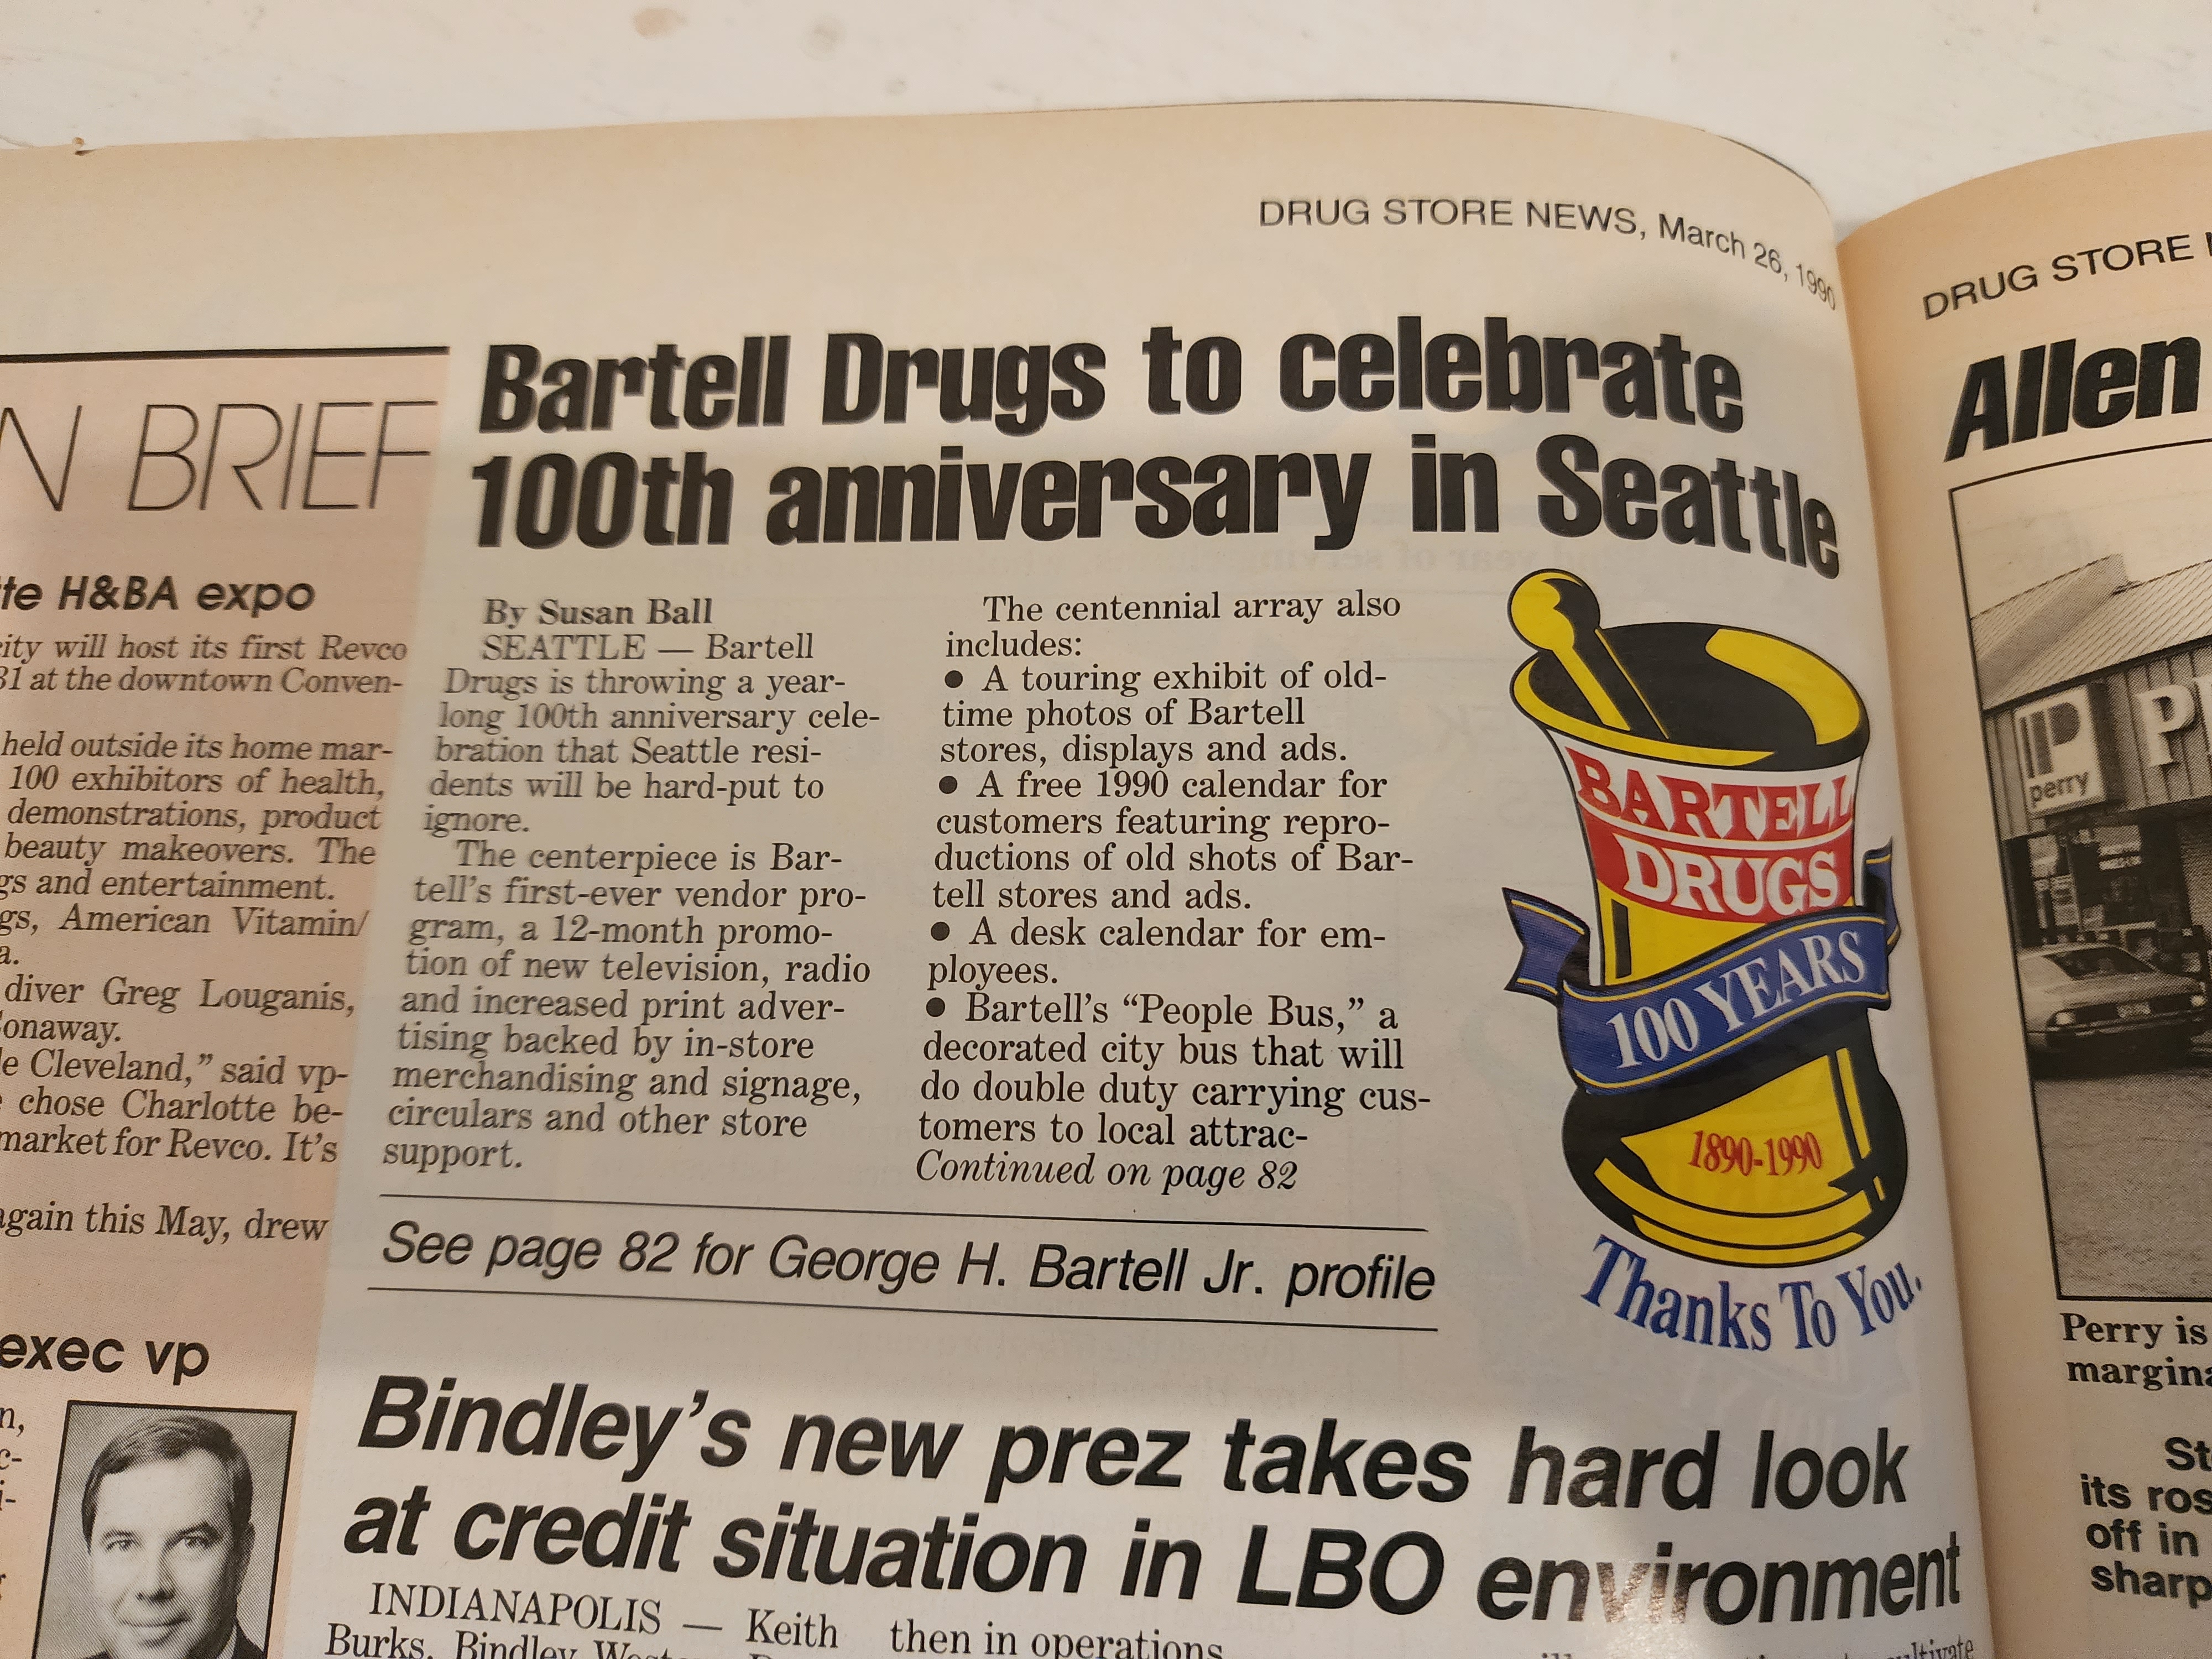 DRUG STORE NEWS, March 26, 1990
N BRIEF
te H&BA expo
city will host its first Revco
31 at the downtown Conven-
held outside its home mar-
100 exhibitors of health,
demonstrations, product
beauty makeovers. The
gs and entertainment.
gs, American Vitamin/
a.
diver Greg Louganis,
Conaway.
le Cleveland,” said vp-
chose Charlotte be-
market for Revco. It's
again this May, drew
exec vp
n,
c-
i-
Bartell Drugs to celebrate
100th anniversary in Seattle
By Susan Ball
SEATTLE — Bartell
Drugs is throwing a year-
long 100th anniversary cele-
bration that Seattle resi-
dents will be hard-put to
ignore.
The centerpiece is Bar-
tell's first-ever vendor pro-
gram, a 12-month promo-
tion of new television, radio
and increased print adver-
tising backed by in-store
merchandising and signage,
circulars and other store
support.
The centennial array also
includes:
● A touring exhibit of old-
time photos of Bartell
stores, displays and ads.
● A free 1990 calendar for
customers featuring repro-
ductions of old shots of Bar-
tell stores and ads.
● A desk calendar for em-
ployees.
● Bartell's “People Bus,” a
decorated city bus that will
do double duty carrying cus-
tomers to local attrac-
Continued on page 82
BARTELL
DRUGS
100 YEARS
1890-1990
Thanks To You.
See page 82 for George H. Bartell Jr. profile
Bindley's new prez takes hard look
at credit situation in LBO environment
INDIANAPOLIS — Keith
Burks, Bindley
then in operations
DRUG STORE
Allen
P
perry
Perry is
margina
St
its ros
off in
sharp